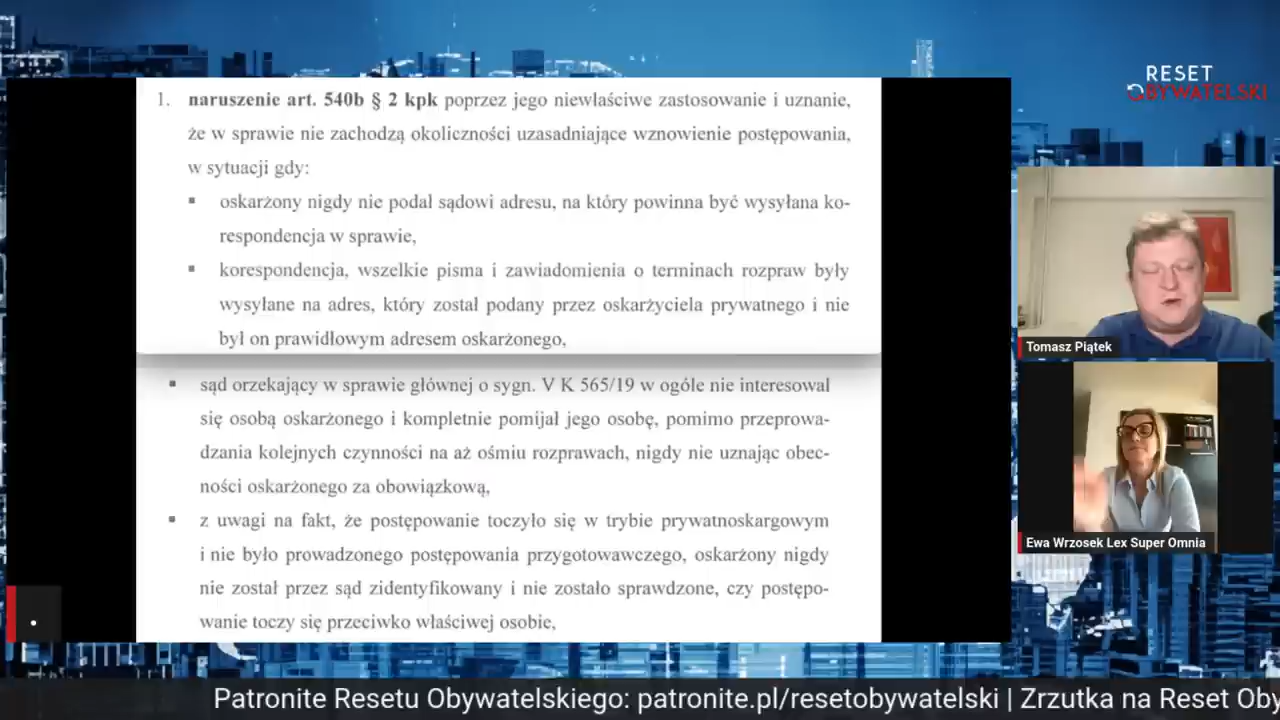 1. naruszenie art. 540b § 2 kpk poprzez jego niewłaściwe zastosowanie i uznanie,
że w sprawie nie zachodzą okoliczności uzasadniające wznowienie postępowania,
w sytuacji gdy:
▪ oskarżony nigdy nie podał sądowi adresu, na który powinna być wysyłana ko-
respondencja w sprawie,
▪ korespondencja, wszelkie pisma i zawiadomienia o terminach rozpraw były
wysyłane na adres, który został podany przez oskarżyciela prywatnego i nie
był on prawidłowym adresem oskarżonego,
▪ sąd orzekający w sprawie głównej o sygn. V K 565/19 w ogóle nie interesował
się osobą oskarżonego i kompletnie pomijał jego osobę, pomimo przeprowa-
dzania kolejnych czynności na aż ośmiu rozprawach, nigdy nie uznając obec-
ności oskarżonego za obowiązkową,
▪ z uwagi na fakt, że postępowanie toczyło się w trybie prywatnoskargowym
i nie było prowadzonego postępowania przygotowawczego, oskarżony nigdy
nie został przez sąd zidentyfikowany i nie zostało sprawdzone, czy postępo-
wanie toczy się przeciwko właściwej osobie,
RESET
OBYWATELSKI
Tomasz Piątek
Ewa Wrzosek Lex Super Omnia
.
Patronite Resetu Obywatelskiego: patronite.pl/resetobywatelski | Zrzutka na Reset Oby